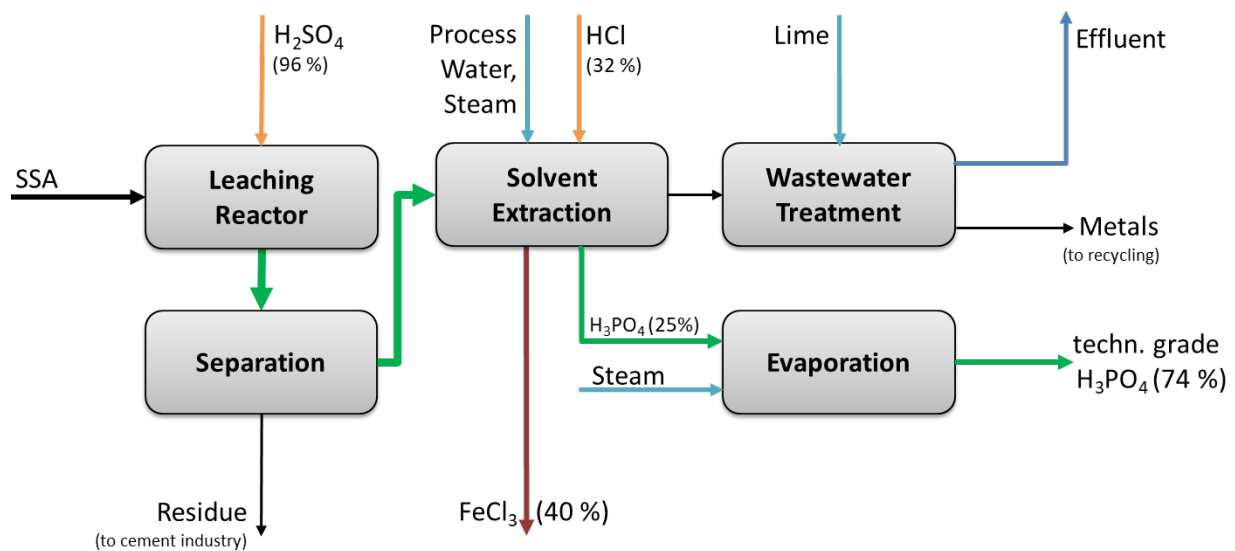 H₂SO₄
(96 %)
Process
Water,
Steam
HCl
(32 %)
Lime
Effluent
SSA
Leaching
Reactor
Solvent
Extraction
Wastewater
Treatment
Metals
(to recycling)
Separation
H₃PO₄ (25%)
Steam
Evaporation
techn. grade
H₃PO₄ (74 %)
Residue
(to cement industry)
FeCl₃ (40 %)